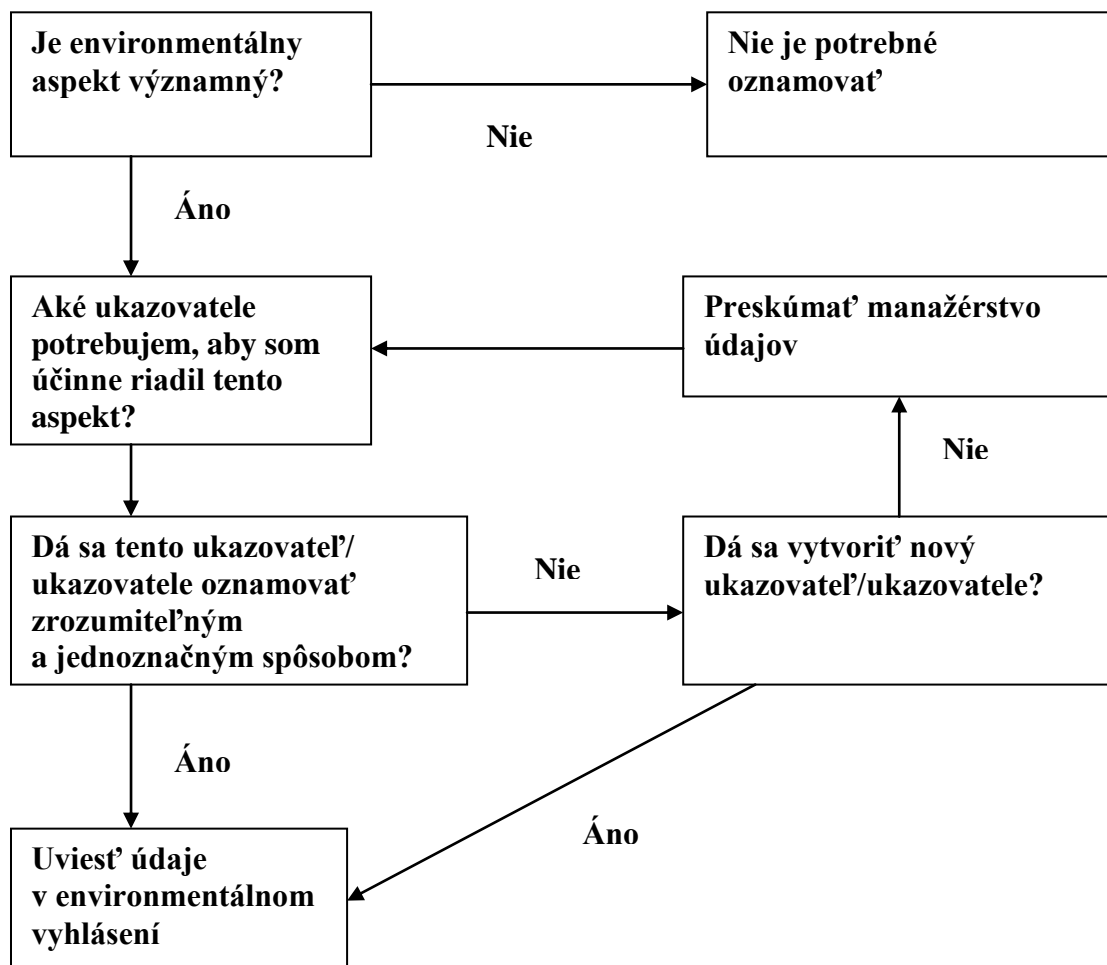 Je environmentálny
aspekt významný?
Nie je potrebné
oznamovať
Nie
Áno
Aké ukazovatele
potrebujem, aby som
účinne riadil tento
aspekt?
Preskúmať manažérstvo
údajov
Nie
Dá sa tento ukazovateľ/
ukazovatele oznamovať
zrozumiteľným
a jednoznačným spôsobom?
Nie
Dá sa vytvoriť nový
ukazovateľ/ukazovatele?
Áno
Áno
Uviesť údaje
v environmentálnom
vyhlásení